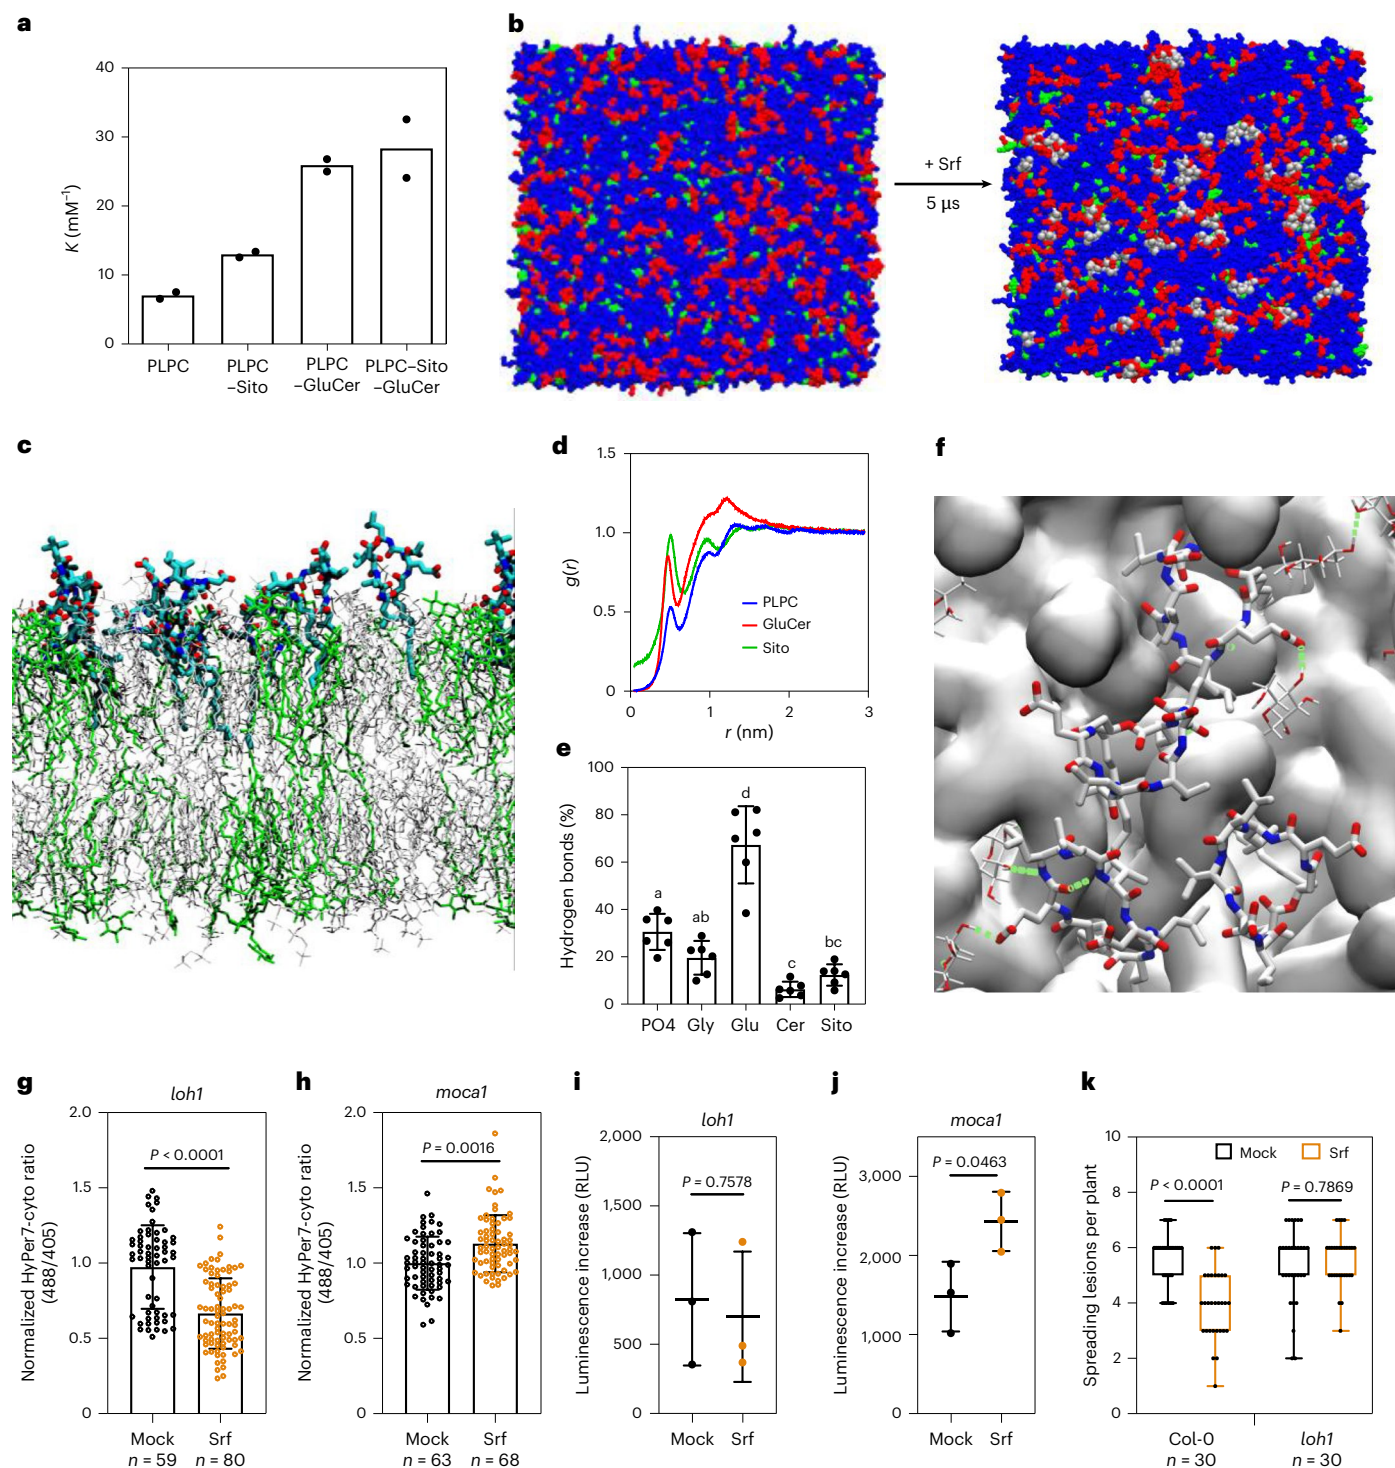 a
40
30
20
10
0
K (mM⁻¹)
PLPC
PLPC
–Sito
PLPC
–GluCer
PLPC–Sito
–GluCer
b
+ Srf
5 µs
c
d
1.5
1.0
0.5
0
g(r)
PLPC
GluCer
Sito
0
1
2
3
r (nm)
e
100
80
60
40
20
0
Hydrogen bonds (%)
a
ab
d
c
bc
PO4
Gly
Glu
Cer
Sito
f
g
loh1
2.0
1.5
1.0
0.5
0
Normalized HyPer7-cyto ratio
(488/405)
P < 0.0001
Mock
n = 59
Srf
n = 80
h
moca1
2.0
1.5
1.0
0.5
0
Normalized HyPer7-cyto ratio
(488/405)
P = 0.0016
Mock
n = 63
Srf
n = 68
i
loh1
2,000
1,500
1,000
500
0
Luminescence increase (RLU)
P = 0.7578
Mock
Srf
j
moca1
3,000
2,000
1,000
0
Luminescence increase (RLU)
P = 0.0463
Mock
Srf
k
10
8
6
4
2
0
Spreading lesions per plant
Mock
Srf
P < 0.0001
P = 0.7869
Col-0
n = 30
loh1
n = 30